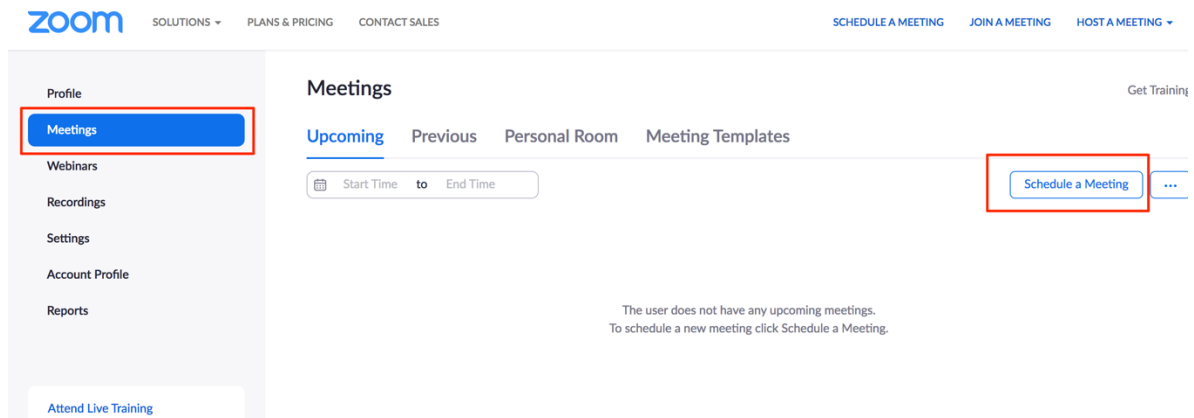 zoom SOLUTIONS PLANS & PRICING CONTACT SALES SCHEDULE A MEETING JOIN A MEETING HOST A MEETING
Profile
Meetings
Webinars
Recordings
Settings
Account Profile
Reports
Attend Live Training
Meetings
Get Training
Upcoming Previous Personal Room Meeting Templates
Start Time to End Time
Schedule a Meeting ...
The user does not have any upcoming meetings.
To schedule a new meeting click Schedule a Meeting.